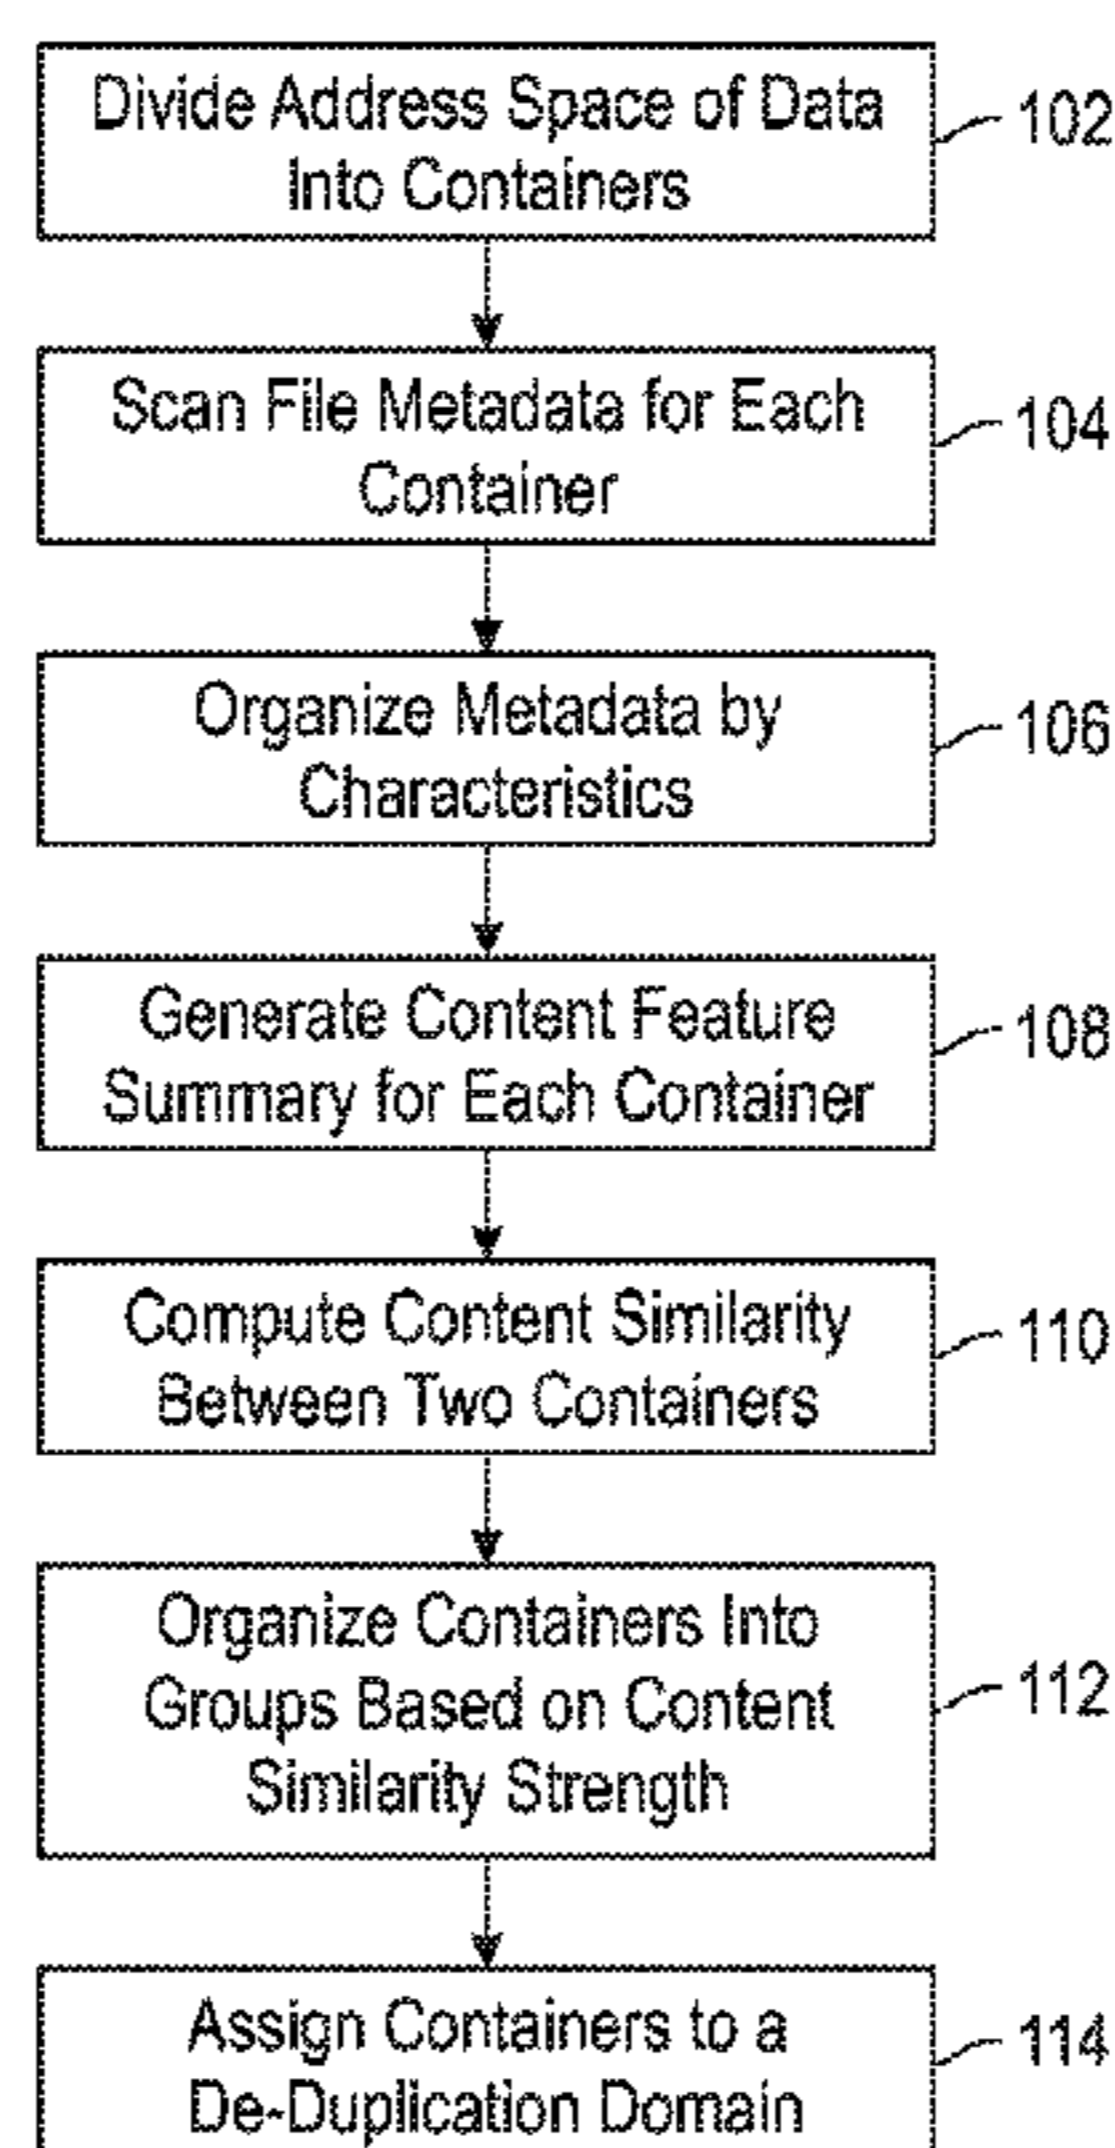 Divide Address Space of Data
Into Containers
102
Scan File Metadata for Each
Container
104
Organize Metadata by
Characteristics
106
Generate Content Feature
Summary for Each Container
108
Compute Content Similarity
Between Two Containers
110
Organize Containers Into
Groups Based on Content
Similarity Strength
112
Assign Containers to a
De-Duplication Domain
114